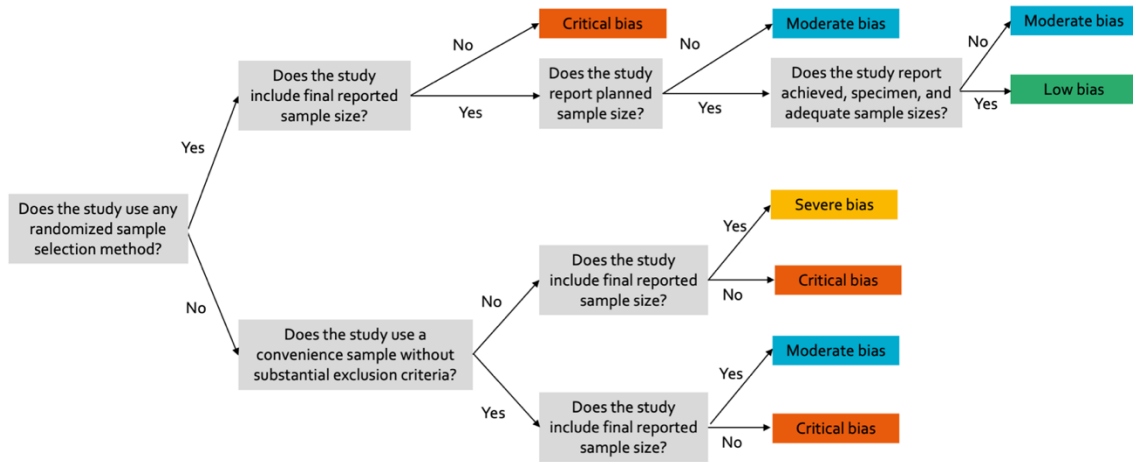 Critical bias
Moderate bias
Moderate bias
No
No
No
Does the study
include final reported
sample size?
Does the study
report planned
sample size?
Does the study report
achieved, specimen, and
adequate sample sizes?
Low bias
Yes
Yes
Yes
Yes
Does the study use any
randomized sample
selection method?
Severe bias
Yes
Does the study
include final reported
sample size?
Critical bias
No
No
No
Does the study use a
convenience sample without
substantial exclusion criteria?
Moderate bias
Yes
Yes
Does the study
include final reported
sample size?
Critical bias
No